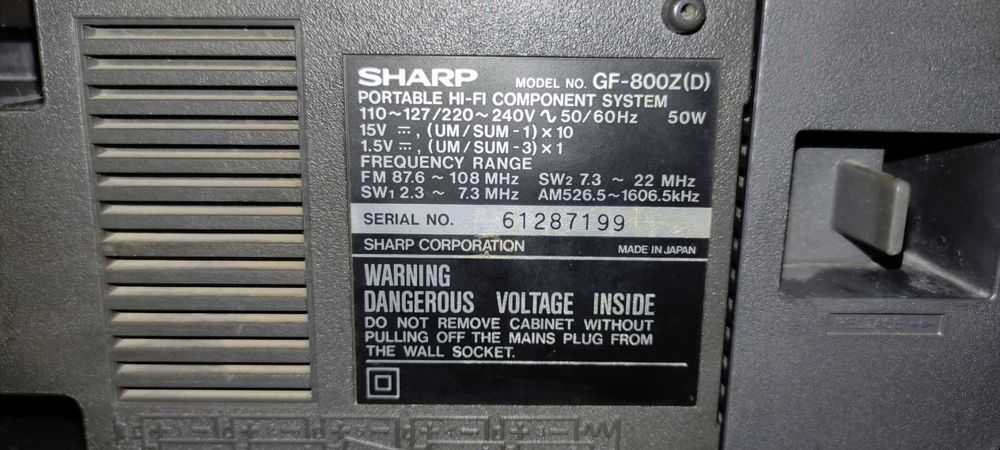 SHARP MODEL NO. GF-800Z(D)
PORTABLE HI-FI COMPONENT SYSTEM
110~127/220~240V ∿ 50/60Hz 50W
15V ⎓, (UM/SUM-1)×10
1.5V ⎓, (UM/SUM-3)×1
FREQUENCY RANGE
FM 87.6 ~ 108 MHz SW2 7.3 ~ 22 MHz
SW1 2.3 ~ 7.3 MHz AM526.5~1606.5kHz
SERIAL NO. 61287199
SHARP CORPORATION MADE IN JAPAN
WARNING
DANGEROUS VOLTAGE INSIDE
DO NOT REMOVE CABINET WITHOUT
PULLING OFF THE MAINS PLUG FROM
THE WALL SOCKET.